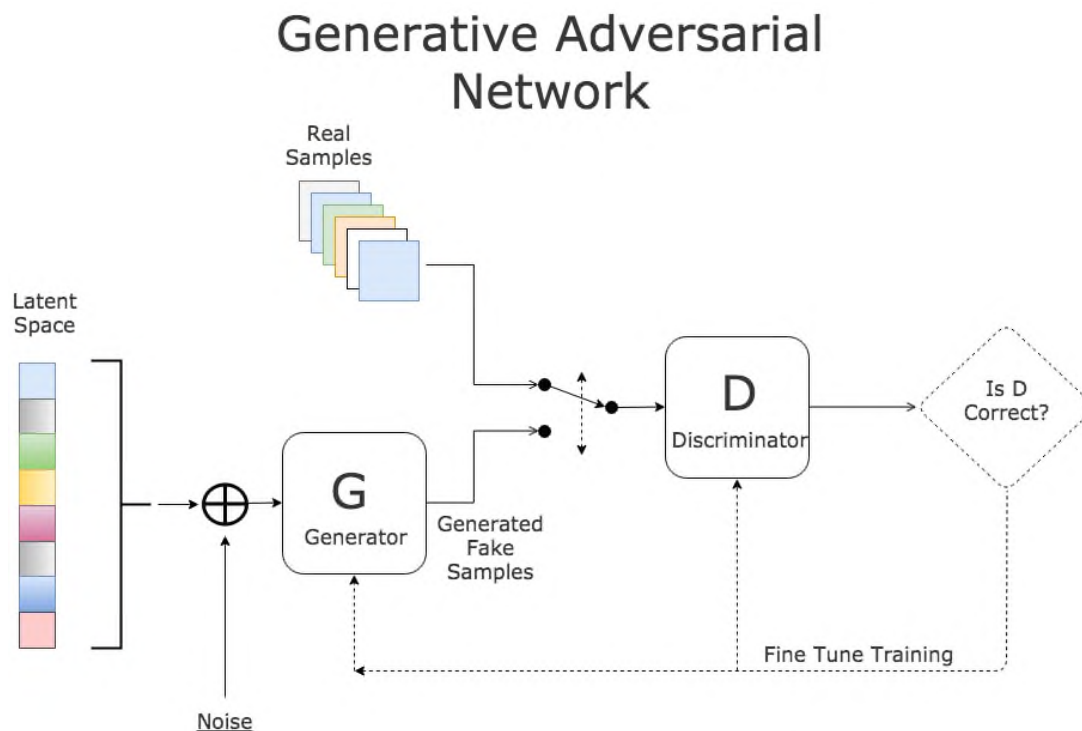 Generative Adversarial
Network
Real
Samples
Latent
Space
D
Discriminator
Is D
Correct?
G
Generator
Generated
Fake
Samples
Fine Tune Training
Noise